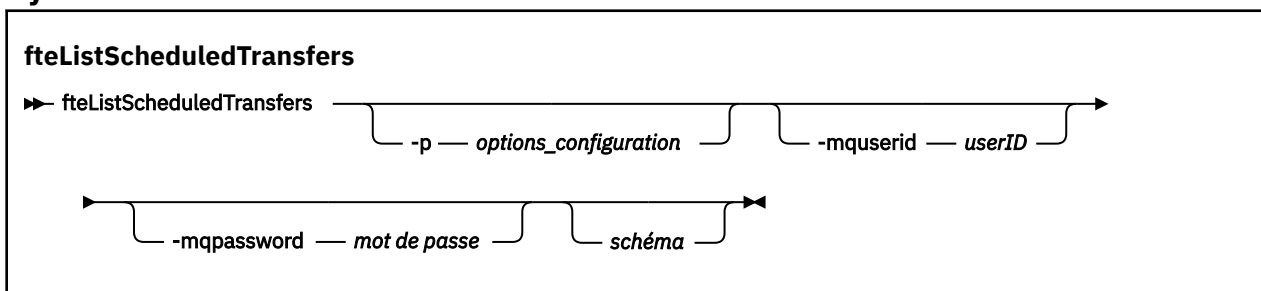 fteListScheduledTransfers
fteListScheduledTransfers
-p options_configuration -mquserid userID
-mqpassword mot de passe schéma